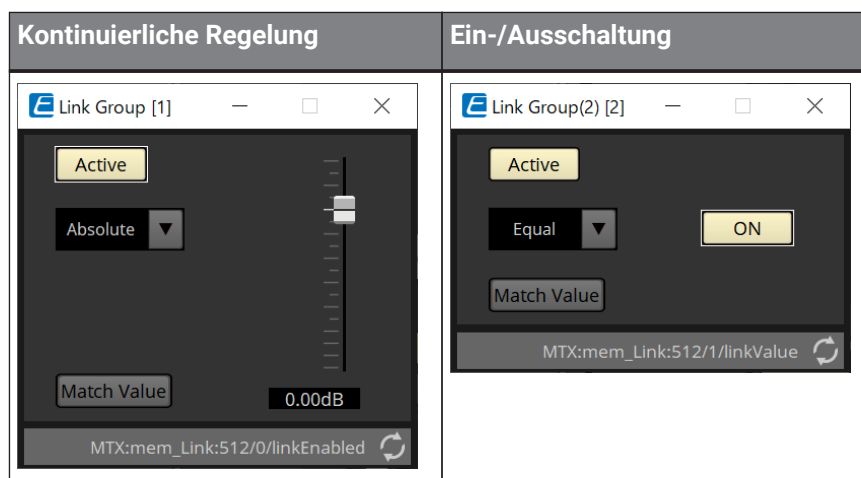 Kontinuierliche Regelung
Ein-/Ausschaltung
Link Group [1]
Active
Absolute
Match Value
0.00dB
MTX:mem_Link:512/0/linkEnabled
Link Group(2) [2]
Active
Equal
ON
Match Value
MTX:mem_Link:512/1/linkValue